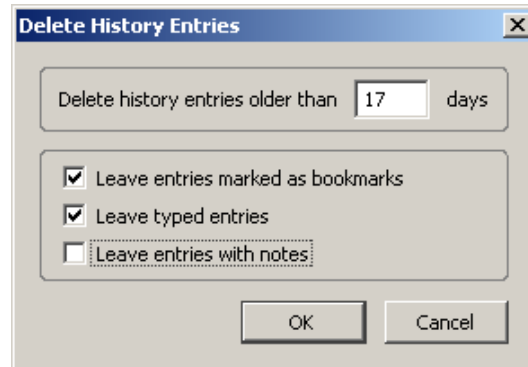 Delete History Entries
Delete history entries older than 17 days
Leave entries marked as bookmarks
Leave typed entries
Leave entries with notes
OK Cancel